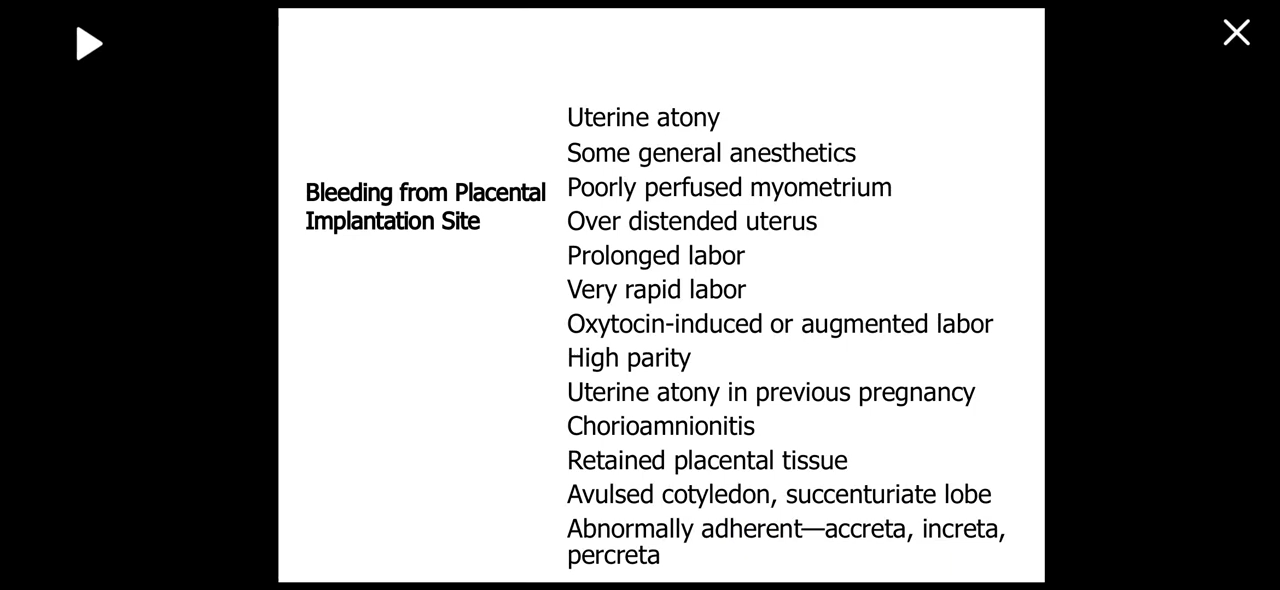 Bleeding from Placental
Implantation Site
Uterine atony
Some general anesthetics
Poorly perfused myometrium
Over distended uterus
Prolonged labor
Very rapid labor
Oxytocin-induced or augmented labor
High parity
Uterine atony in previous pregnancy
Chorioamnionitis
Retained placental tissue
Avulsed cotyledon, succenturiate lobe
Abnormally adherent—accreta, increta,
percreta